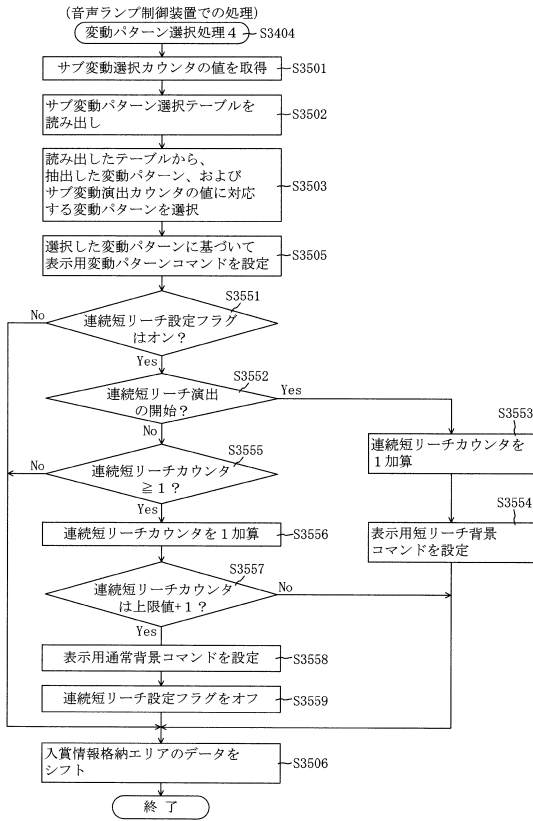 (音声ランプ制御装置での処理)
変動パターン選択処理4
S3404
サブ変動選択カウンタの値を取得
S3501
サブ変動パターン選択テーブルを
読み出し
S3502
読み出したテーブルから、
抽出した変動パターン、および
サブ変動演出カウンタの値に対応
する変動パターンを選択
S3503
選択した変動パターンに基づいて
表示用変動パターンコマンドを設定
S3505
S3551
連続短リーチ設定フラグ
はオン?
No
Yes
S3552
連続短リーチ演出
の開始?
Yes
No
S3553
連続短リーチカウンタを
1加算
S3555
連続短リーチカウンタ
≧1?
No
Yes
S3554
表示用短リーチ背景
コマンドを設定
連続短リーチカウンタを1加算
S3556
S3557
連続短リーチカウンタ
は上限値+1?
No
Yes
表示用通常背景コマンドを設定
S3558
連続短リーチ設定フラグをオフ
S3559
入賞情報格納エリアのデータを
シフト
S3506
終了